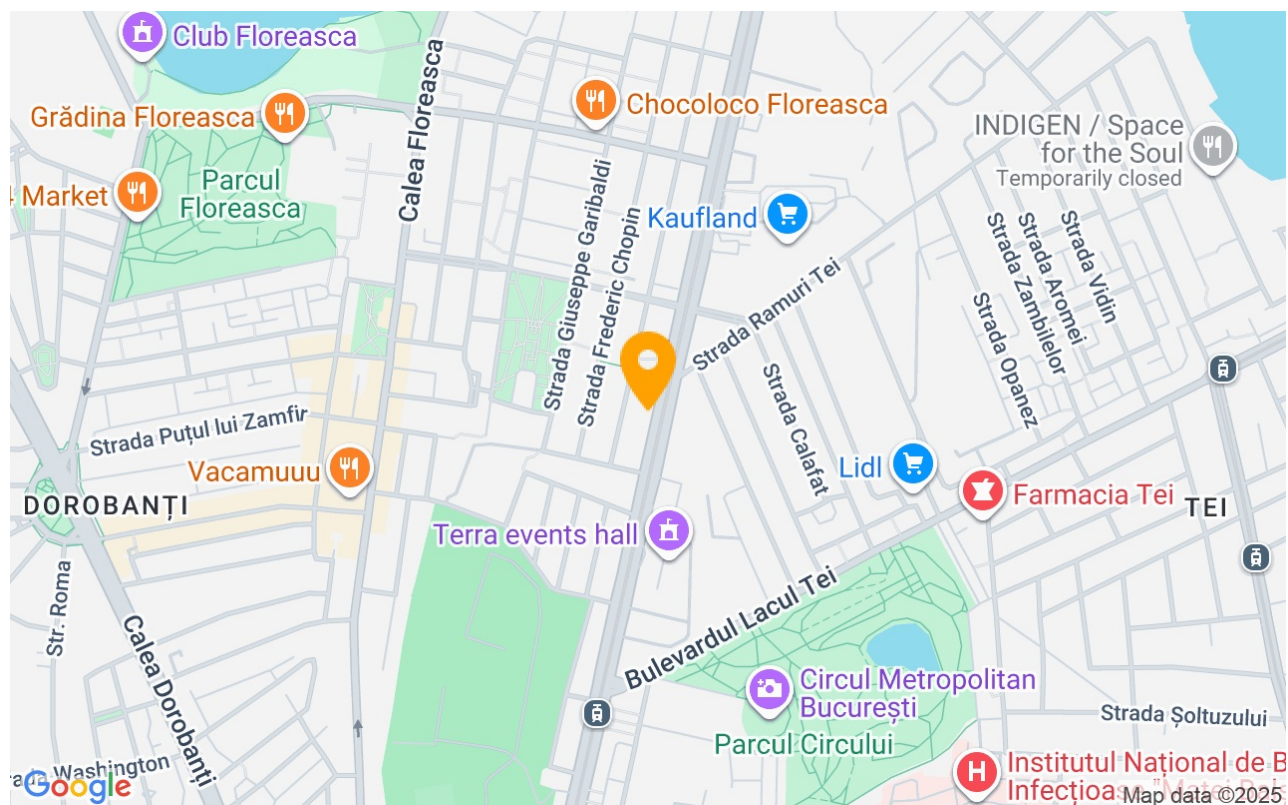 Club Floreasca
Grădina Floreasca
Calea Floreasca
Chocoloco Floreasca
INDIGEN / Space
for the Soul
Temporarily closed
Market
Parcul
Floreasca
Strada Giuseppe Garibaldi
Strada Frederic Chopin
Kaufland
Strada Ramuri Tei
Strada Vidin
Strada Aromei
Strada Zambilelor
Strada Opanez
Strada Calafat
Strada Puțul lui Zamfir
Vacamuuu
Lidl
Farmacia Tei
TEI
DOROBANȚI
Terra events hall
Str. Roma
Calea Dorobanți
Bulevardul Lacul Tei
Circul Metropolitan
București
Parcul Circului
Strada Șoltuzului
ada Washington
Google
Institutul Național de B
Infecțioas
Map data ©2025